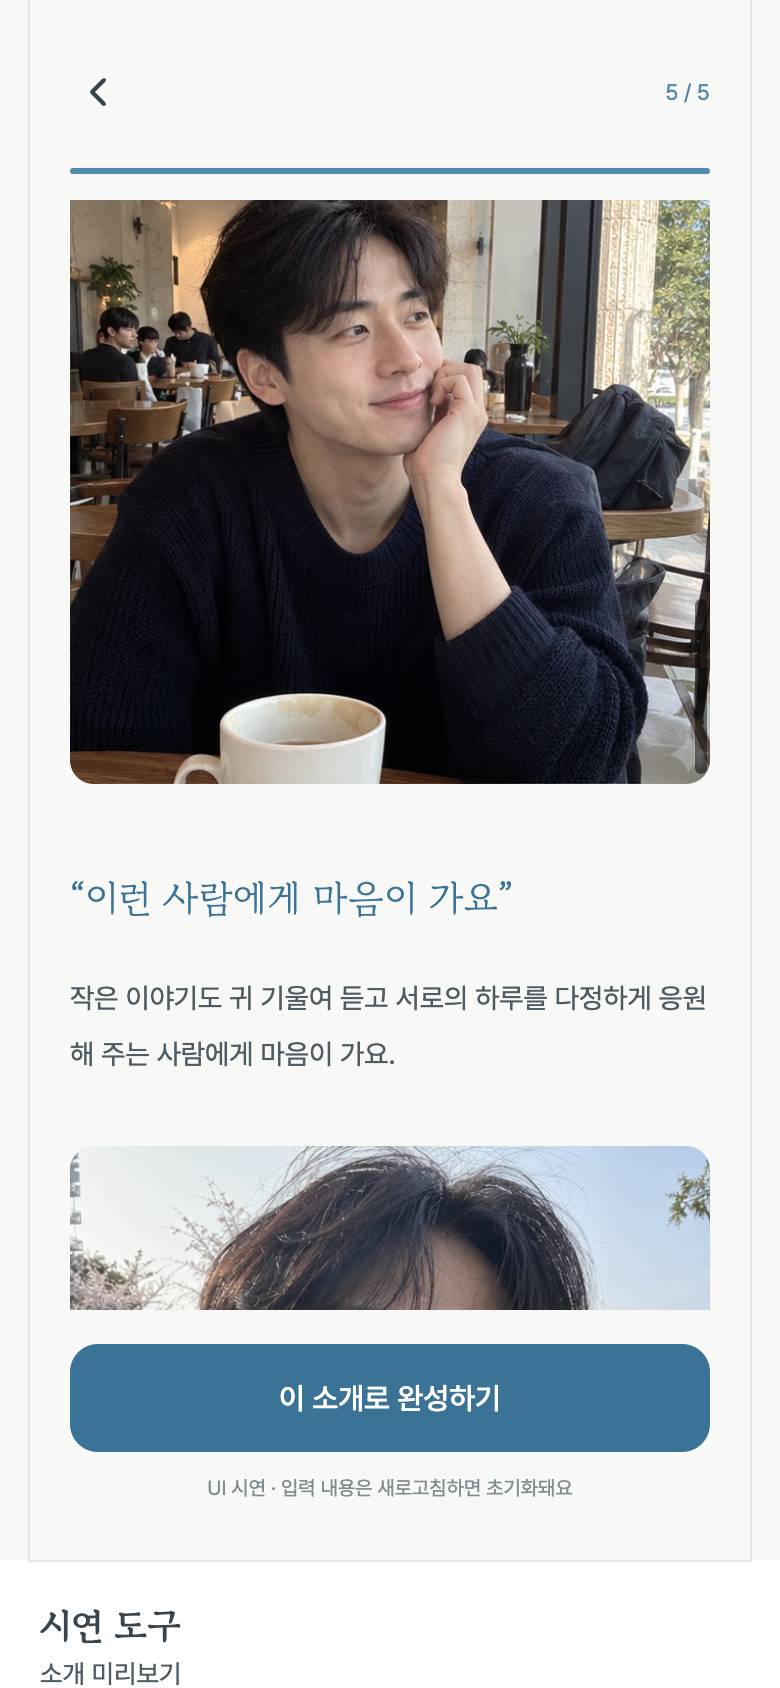 5 / 5
“이런 사람에게 마음이 가요”
작은 이야기도 귀 기울여 듣고 서로의 하루를 다정하게 응원
해 주는 사람에게 마음이 가요.
이 소개로 완성하기
UI 시연 · 입력 내용은 새로고침하면 초기화돼요
시연 도구
소개 미리보기